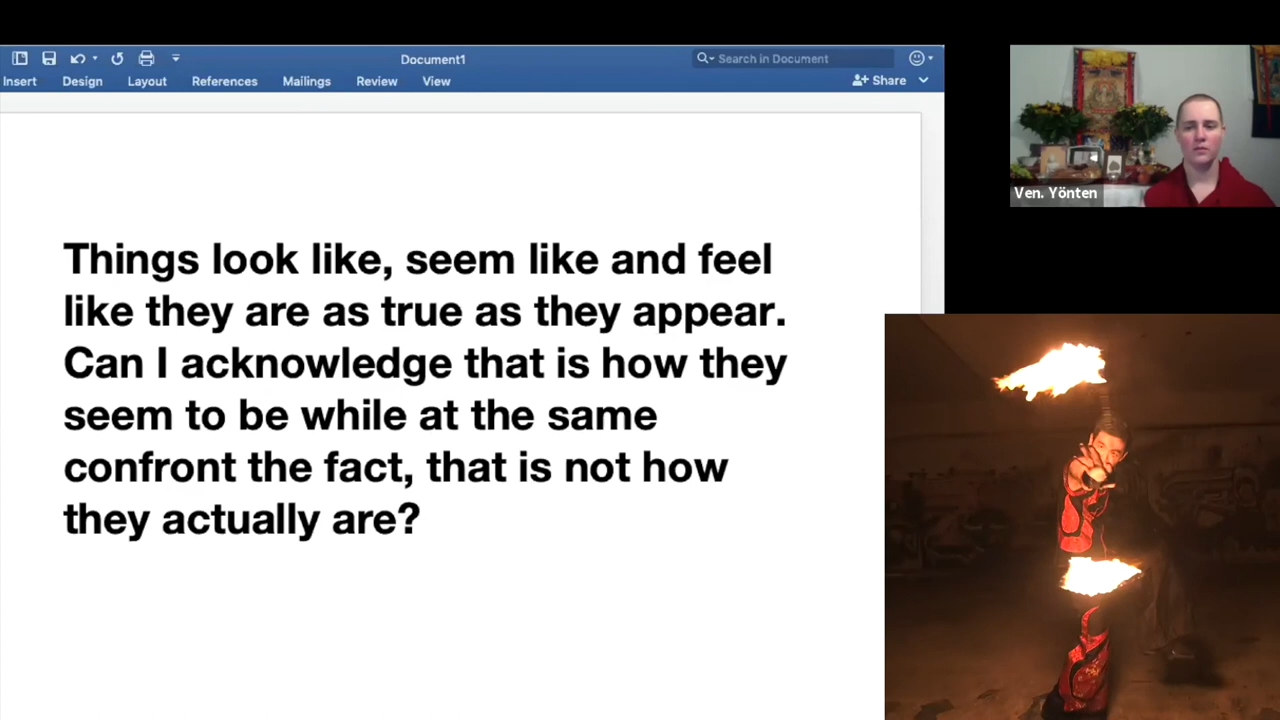 Document1
Search in Document
Insert Design Layout References Mailings Review View
Share
Things look like, seem like and feel
like they are as true as they appear.
Can I acknowledge that is how they
seem to be while at the same
confront the fact, that is not how
they actually are?
Ven. Yönten